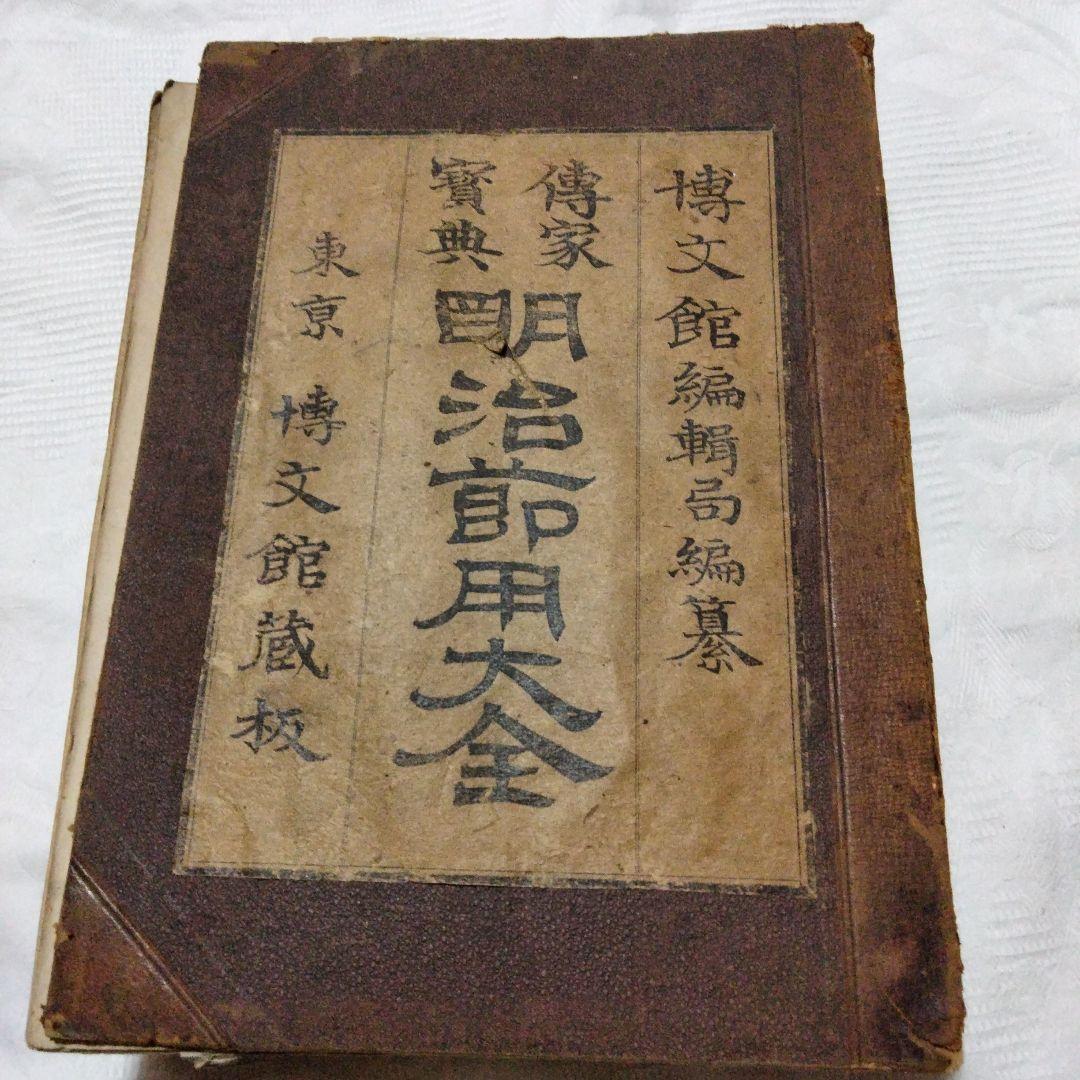 博文館編輯局編纂
傳家
寳典
明治節用大全
東京 博文館蔵板